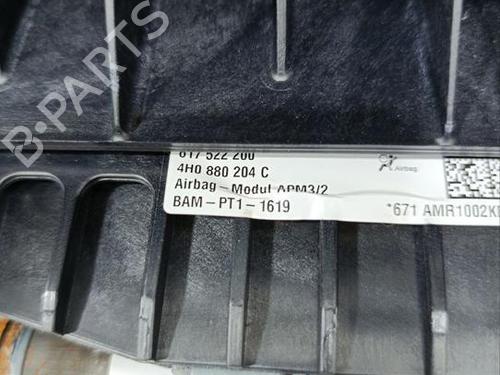 B-PARTS
617 522 200
4H0 880 204 C
Airbag
Airbag-Modul APM3/2
BAM-PT1-1619
*671 AMR1002K